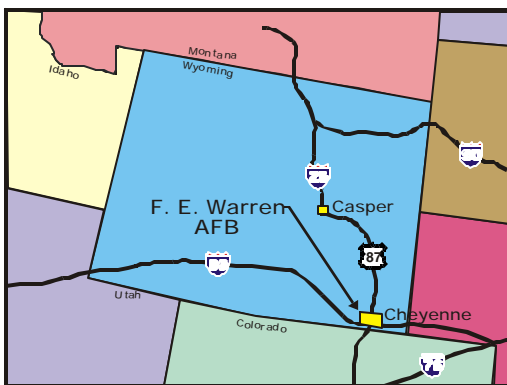 Montana
Wyoming
Idaho
F. E. Warren
AFB
Casper
87
Cheyenne
Utah
Colorado